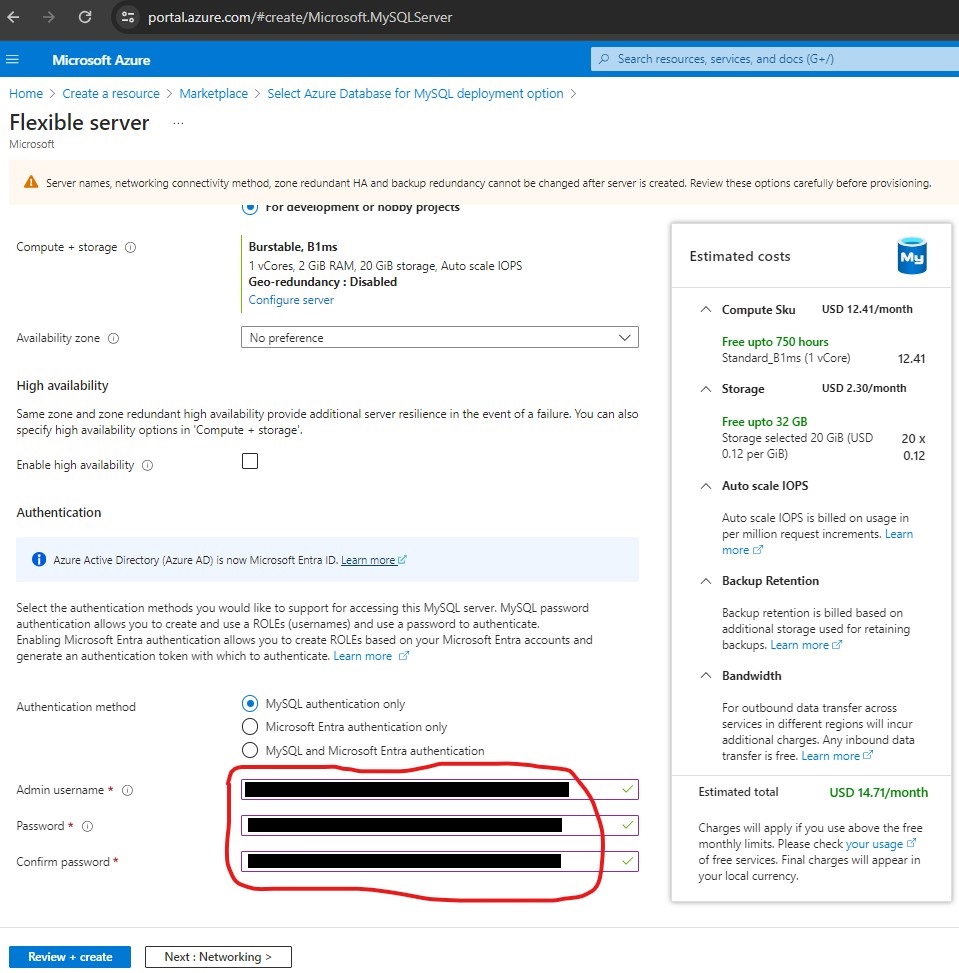 portal.azure.com/#create/Microsoft.MySQLServer
Microsoft Azure
Search resources, services, and docs (G+/)
Home > Create a resource > Marketplace > Select Azure Database for MySQL deployment option >
Flexible server ...
Microsoft
Server names, networking connectivity method, zone redundant HA and backup redundancy cannot be changed after server is created. Review these options carefully before provisioning.
For development or hobby projects
Compute + storage
Burstable, B1ms
1 vCores, 2 GiB RAM, 20 GiB storage, Auto scale IOPS
Geo-redundancy : Disabled
Configure server
Availability zone
No preference
High availability
Same zone and zone redundant high availability provide additional server resilience in the event of a failure. You can also
specify high availability options in 'Compute + storage'.
Enable high availability
Authentication
Azure Active Directory (Azure AD) is now Microsoft Entra ID. Learn more
Select the authentication methods you would like to support for accessing this MySQL server. MySQL password
authentication allows you to create and use a ROLEs (usernames) and use a password to authenticate.
Enabling Microsoft Entra authentication allows you to create ROLEs based on your Microsoft Entra accounts and
generate an authentication token with which to authenticate. Learn more
Authentication method
MySQL authentication only
Microsoft Entra authentication only
MySQL and Microsoft Entra authentication
Admin username *
Password *
Confirm password *
Review + create
Next : Networking >
Estimated costs
My
Compute Sku USD 12.41/month
Free upto 750 hours
Standard_B1ms (1 vCore) 12.41
Storage USD 2.30/month
Free upto 32 GB
Storage selected 20 GiB (USD 20 x
0.12 per GiB) 0.12
Auto scale IOPS
Auto scale IOPS is billed on usage in
per million request increments. Learn
more
Backup Retention
Backup retention is billed based on
additional storage used for retaining
backups. Learn more
Bandwidth
For outbound data transfer across
services in different regions will incur
additional charges. Any inbound data
transfer is free. Learn more
Estimated total USD 14.71/month
Charges will apply if you use above the free
monthly limits. Please check your usage
of free services. Final charges will appear in
your local currency.